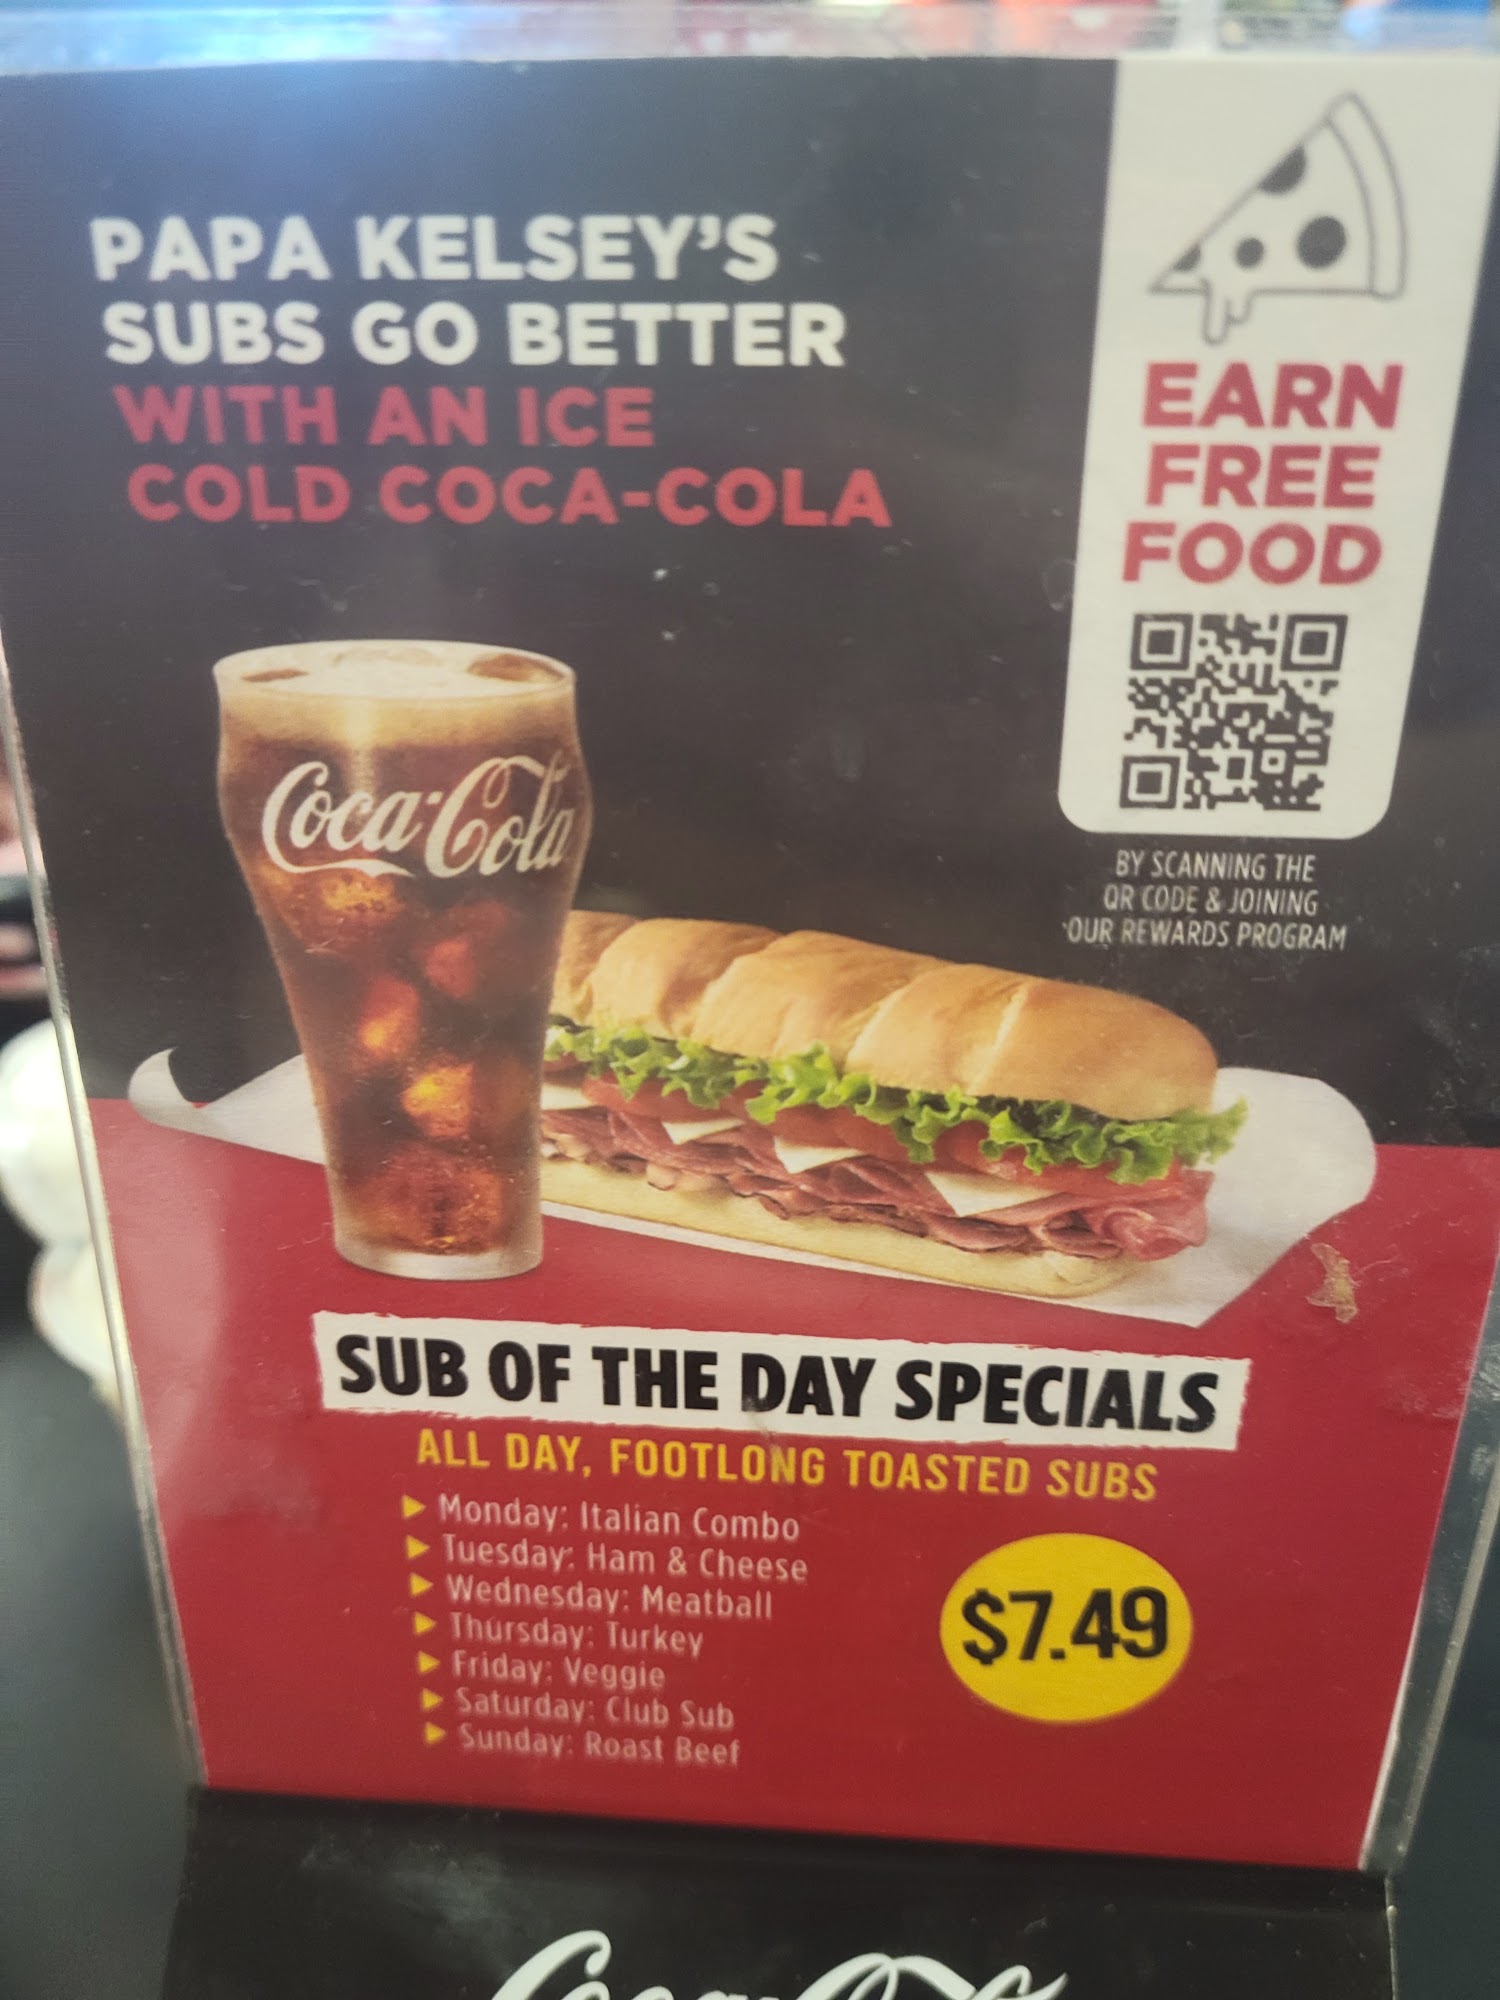 PAPA KELSEY'S
SUBS GO BETTER
WITH AN ICE
COLD COCA-COLA
EARN
FREE
FOOD
BY SCANNING THE
QR CODE & JOINING
OUR REWARDS PROGRAM
Coca-Cola
SUB OF THE DAY SPECIALS
ALL DAY, FOOTLONG TOASTED SUBS
Monday: Italian Combo
Tuesday: Ham & Cheese
Wednesday: Meatball
Thursday: Turkey
Friday: Veggie
Saturday: Club Sub
Sunday: Roast Beef
$7.49
Coca-Cola